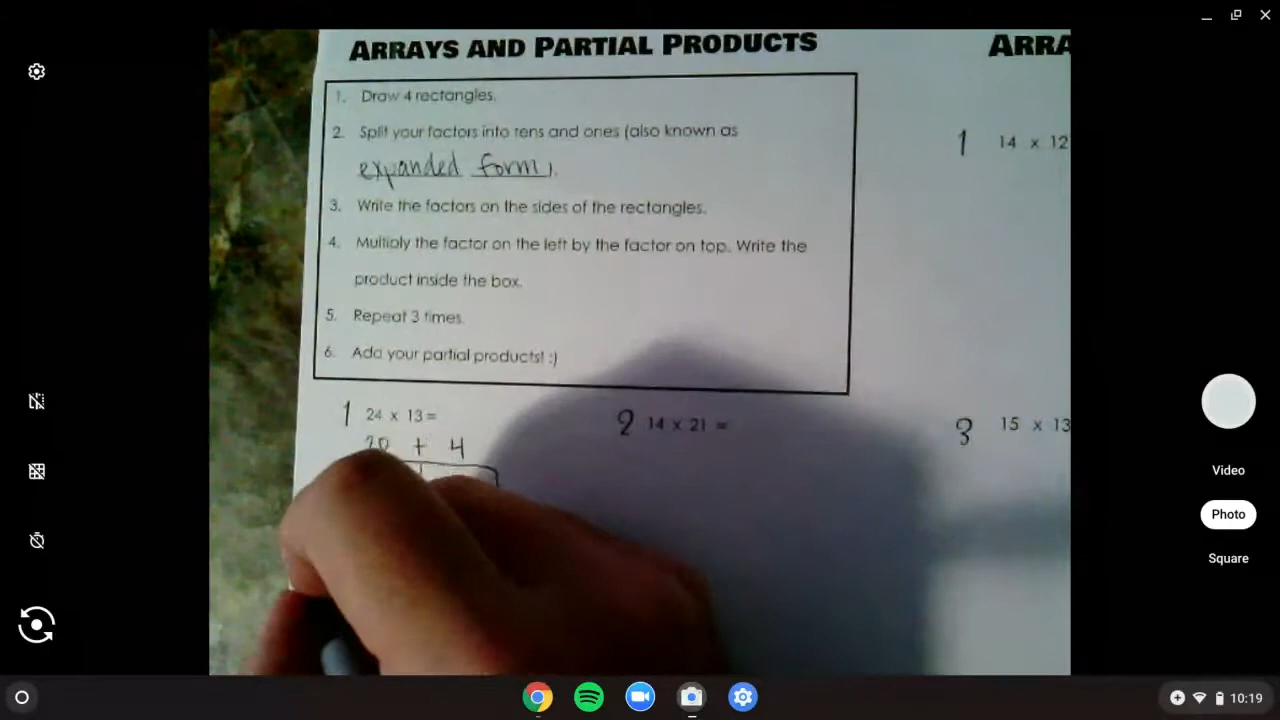 ARRAYS AND PARTIAL PRODUCTS
ARRA
1. Draw 4 rectangles.
2. Split your factors into tens and ones (also known as
expanded form).
3. Write the factors on the sides of the rectangles.
4. Multiply the factor on the left by the factor on top. Write the
product inside the box.
5. Repeat 3 times.
6. Add your partial products! :)
1 14 x 12
1 24 x 13 =
20 + 4
2 14 x 21 =
3 15 x 13
Video
Photo
Square
10:19